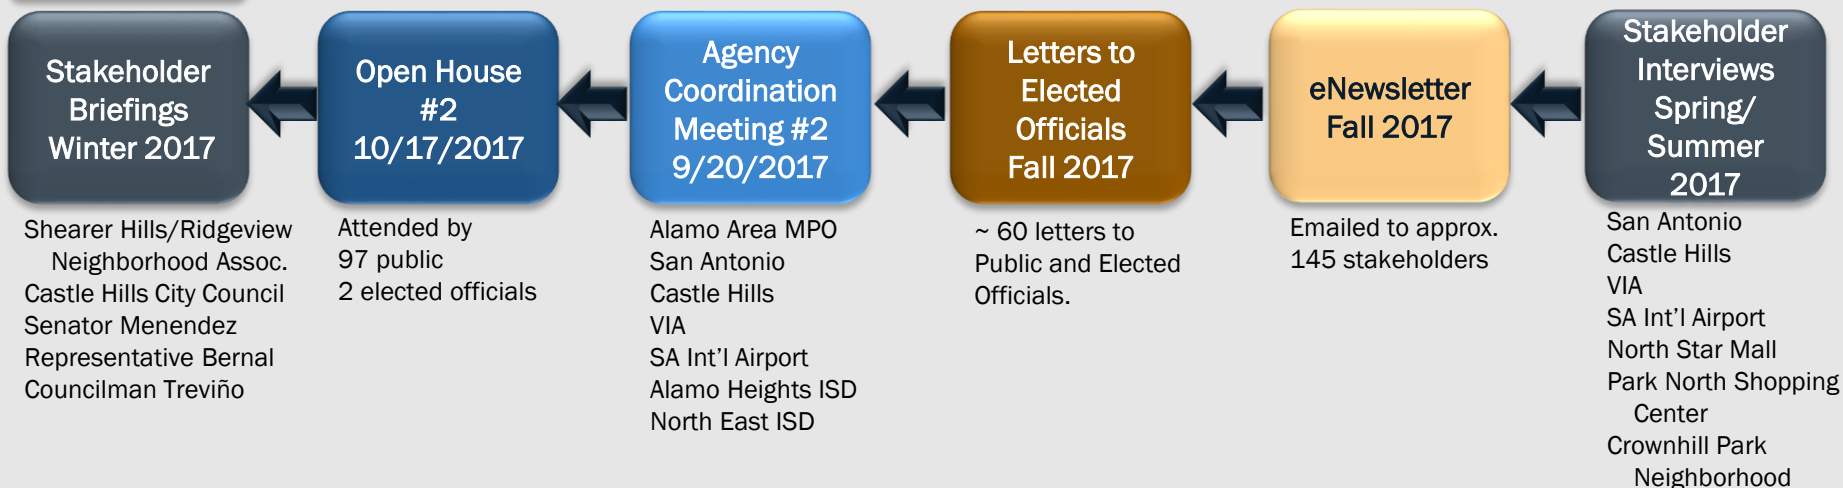 Stakeholder
Briefings
Winter 2017
Shearer Hills/Ridgeview
Neighborhood Assoc.
Castle Hills City Council
Senator Menendez
Representative Bernal
Councilman Treviño
Open House
#2
10/17/2017
Attended by
97 public
2 elected officials
Agency
Coordination
Meeting #2
9/20/2017
Alamo Area MPO
San Antonio
Castle Hills
VIA
SA Int’l Airport
Alamo Heights ISD
North East ISD
Letters to
Elected
Officials
Fall 2017
~ 60 letters to
Public and Elected
Officials.
eNewsletter
Fall 2017
Emailed to approx.
145 stakeholders
Stakeholder
Interviews
Spring/
Summer
2017
San Antonio
Castle Hills
VIA
SA Int’l Airport
North Star Mall
Park North Shopping
Center
Crownhill Park
Neighborhood